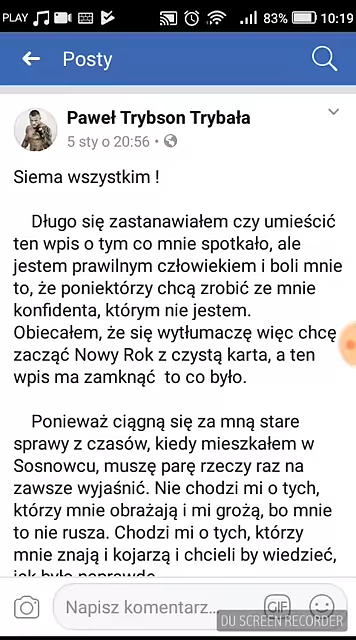 PLAY 83% 10:19
Posty
Paweł Trybson Trybała
5 sty o 20:56 •
Siema wszystkim !
Długo się zastanawiałem czy umieścić
ten wpis o tym co mnie spotkało, ale
jestem prawilnym człowiekiem i boli mnie
to, że poniektórzy chcą zrobić ze mnie
konfidenta, którym nie jestem.
Obiecałem, że się wytłumaczę więc chcę
zacząć Nowy Rok z czystą karta, a ten
wpis ma zamknąć to co było.
Ponieważ ciągną się za mną stare
sprawy z czasów, kiedy mieszkałem w
Sosnowcu, muszę parę rzeczy raz na
zawsze wyjaśnić. Nie chodzi mi o tych,
którzy mnie obrażają i mi grożą, bo mnie
to nie rusza. Chodzi mi o tych, którzy
mnie znają i kojarzą i chcieli by wiedzieć,
jak było naprawdę
Napisz komentarz... GIF
DU SCREEN RECORDER